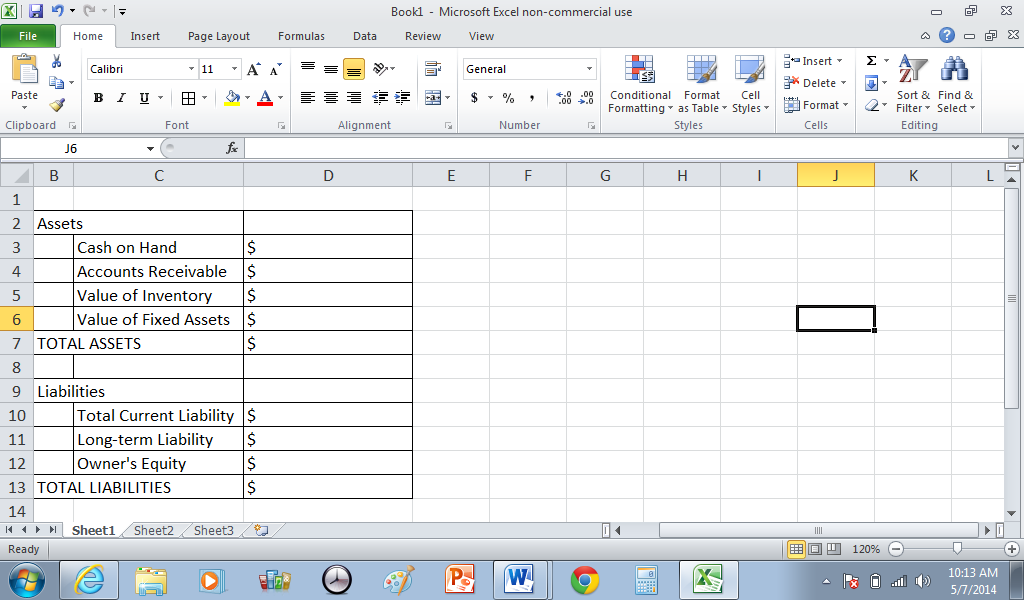 Book1 - Microsoft Excel non-commercial use
File Home Insert Page Layout Formulas Data Review View
Paste
Calibri 11
B I U
General
$ % ,
Conditional Formatting
Format as Table
Cell Styles
Insert
Delete
Format
Sort & Filter
Find & Select
Clipboard Font Alignment Number Styles Cells Editing
J6 fx
B C D E F G H I J K L
1
2 Assets
3 Cash on Hand $
4 Accounts Receivable $
5 Value of Inventory $
6 Value of Fixed Assets $
7 TOTAL ASSETS $
8
9 Liabilities
10 Total Current Liability $
11 Long-term Liability $
12 Owner's Equity $
13 TOTAL LIABILITIES $
14
Sheet1 Sheet2 Sheet3
Ready 120%
10:13 AM
5/7/2014